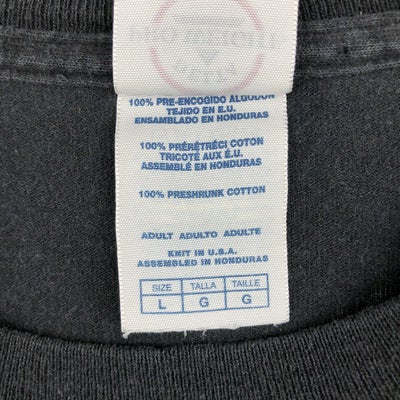 100% PRE-ENCOGIDO ALGODON
TEJIDO EN E.U.
ENSAMBLADO EN HONDURAS
100% PRÉRÉTRÉCI COTON
TRICOTÉ AUX É.U.
ASSEMBLÉ EN HONDURAS
100% PRESHRUNK COTTON
ADULT ADULTO ADULTE
KNIT IN U.S.A.
ASSEMBLED IN HONDURAS
SIZE TALLA TAILLE
L G G